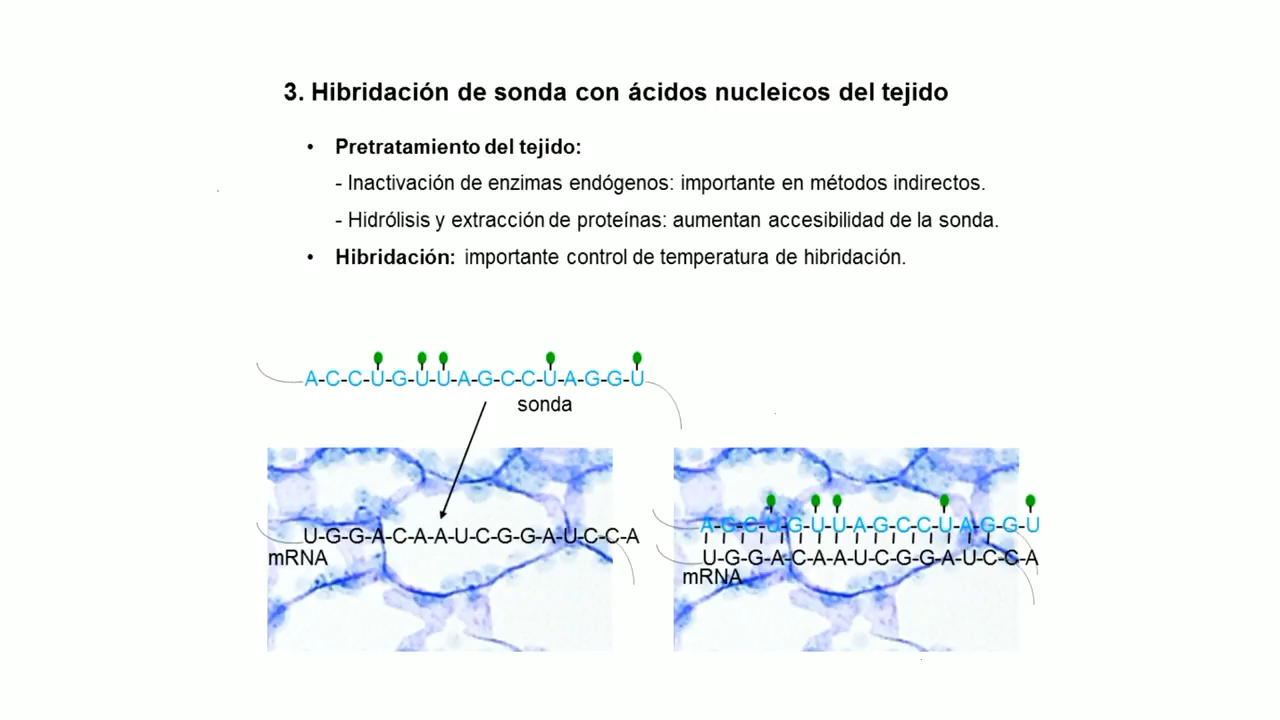 3. Hibridación de sonda con ácidos nucleicos del tejido
• Pretratamiento del tejido:
- Inactivación de enzimas endógenos: importante en métodos indirectos.
- Hidrólisis y extracción de proteínas: aumentan accesibilidad de la sonda.
• Hibridación: importante control de temperatura de hibridación.
A-C-C-U-G-U-U-A-G-C-C-U-A-G-G-U
sonda
U-G-G-A-C-A-A-U-C-G-G-A-U-C-C-A
mRNA
A-G-C-U-G-U-U-A-G-C-C-U-A-G-G-U
U-G-G-A-C-A-A-U-C-G-G-A-U-C-C-A
mRNA